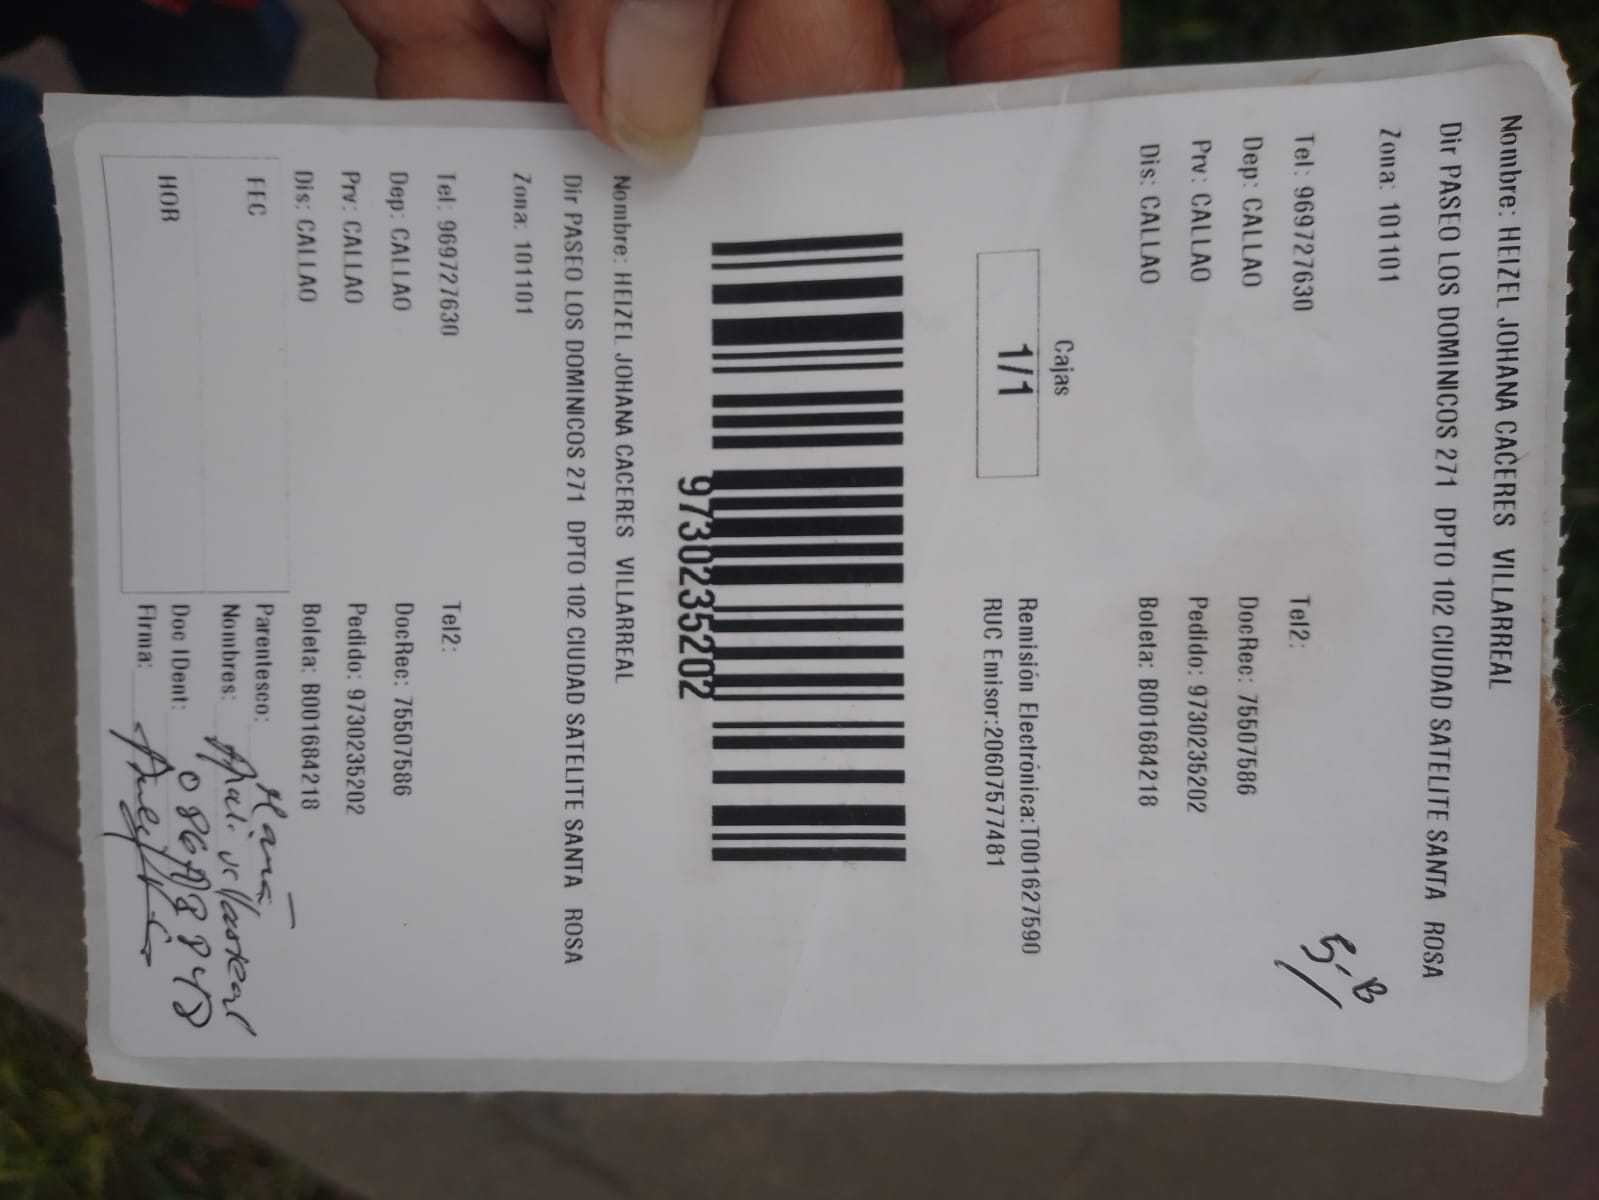 Nombre: HEIZEL JOHANA CACERES VILLARREAL
Dir PASEO LOS DOMINICOS 271 DPTO 102 CIUDAD SATELITE SANTA ROSA
Zona: 101101
5-B
Tel: 969727630 Tel2:
Dep: CALLAO DocRec: 75507586
Prv: CALLAO Pedido: 9730235202
Dis: CALLAO Boleta: B001684218
Cajas
1/1
Remisión Electrónica:T001627590
RUC Emisor:20607577481
9730235202
Nombre: HEIZEL JOHANA CACERES VILLARREAL
Dir PASEO LOS DOMINICOS 271 DPTO 102 CIUDAD SATELITE SANTA ROSA
Zona: 101101
Tel: 969727630 Tel2:
Dep: CALLAO DocRec: 75507586
Prv: CALLAO Pedido: 9730235202
Dis: CALLAO Boleta: B001684218
FEC
HOR
Parentesco: Mamá
Nombres: villarreal
Doc IDent:
Firma: